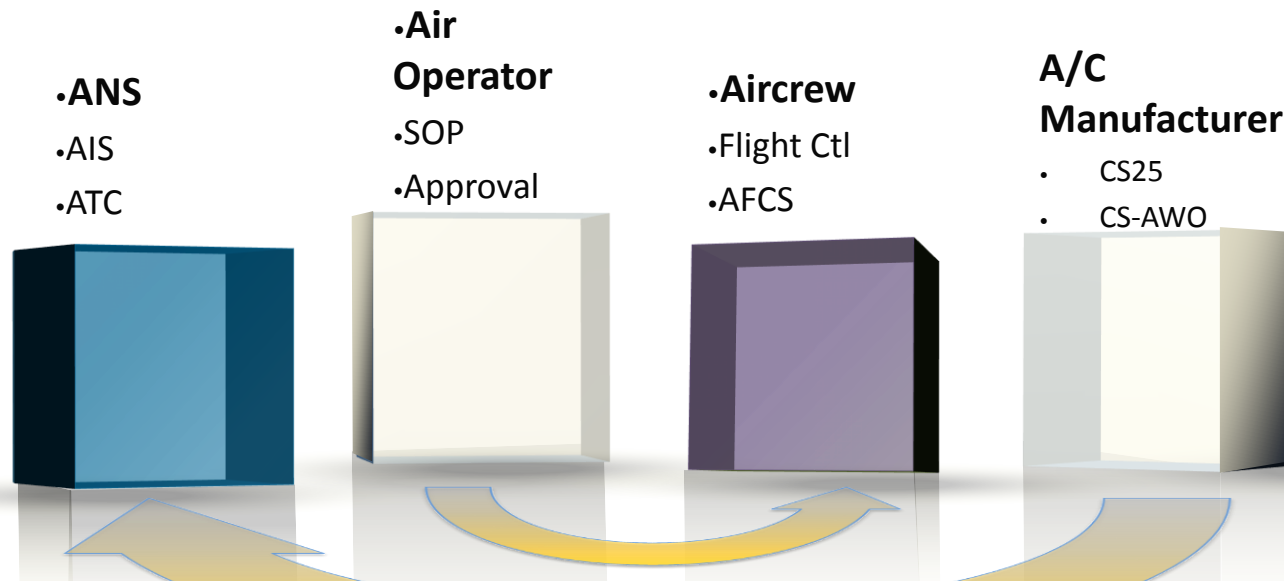 •ANS
•AIS
•ATC
•Air
Operator
•SOP
•Approval
•Aircrew
•Flight Ctl
•AFCS
A/C
Manufacturer
• CS25
• CS-AWO